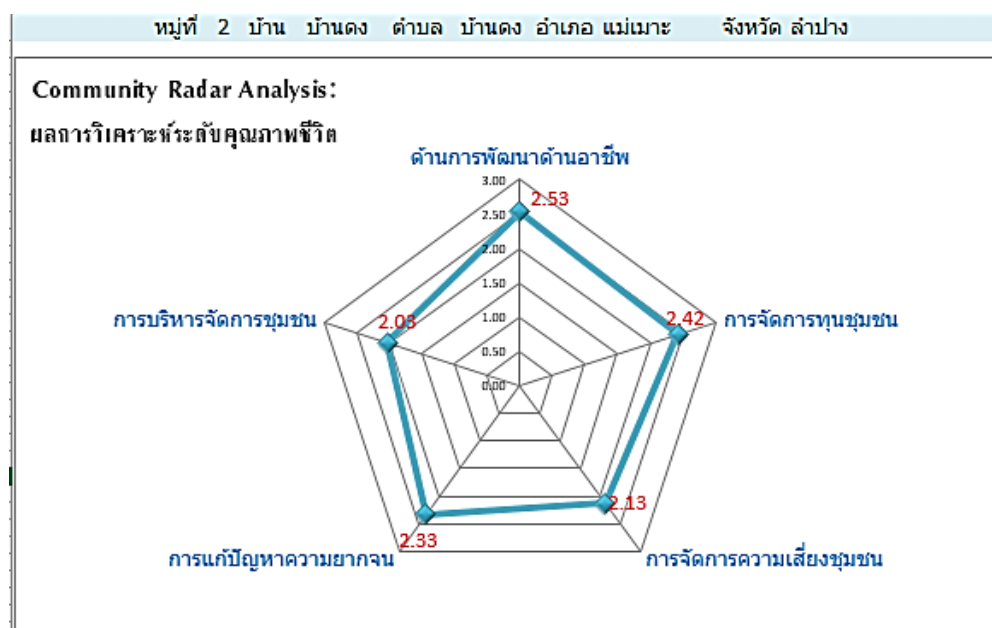 หมู่ที่ 2 บ้าน บ้านดง ตำบล บ้านดง อำเภอ แม่เมาะ จังหวัด ลำปาง
Community Radar Analysis:
ผลการวิเคราะห์ระดับคุณภาพชีวิต
ด้านการพัฒนาด้านอาชีพ
3.00
2.53
2.50
2.00
1.50
1.00
0.50
0.00
การบริหารจัดการชุมชน
2.03
2.42
การจัดการทุนชุมชน
2.13
2.33
การแก้ปัญหาความยากจน
การจัดการความเสี่ยงชุมชน